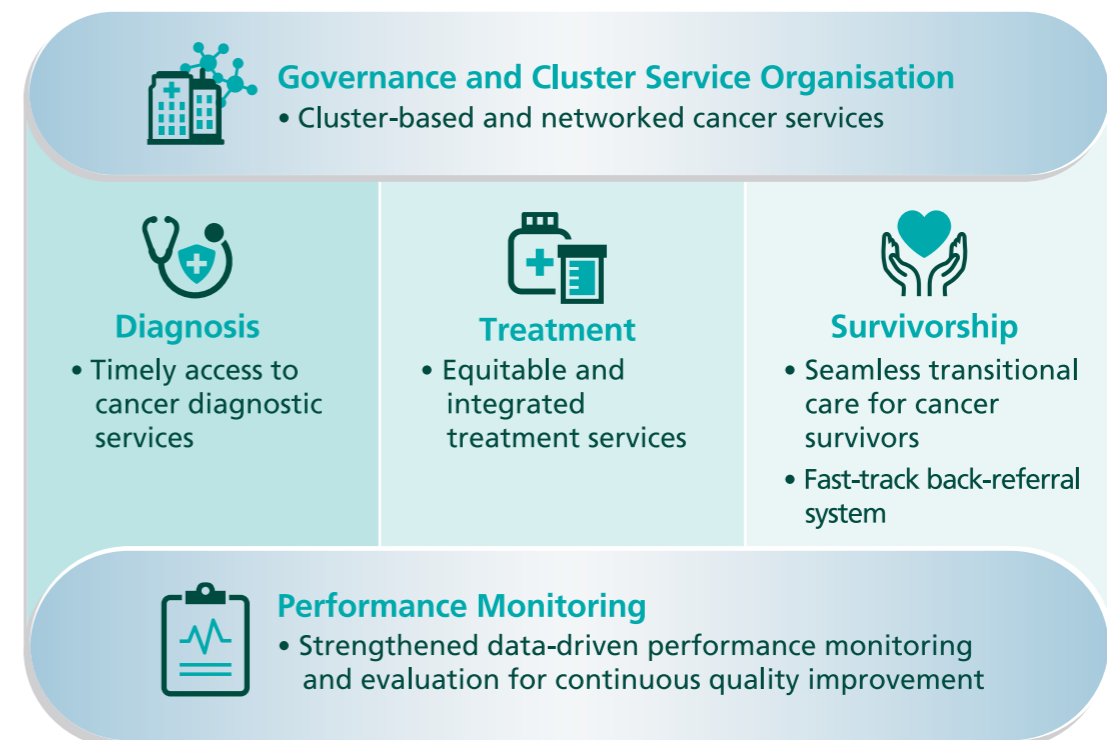 Governance and Cluster Service Organisation
• Cluster-based and networked cancer services
Diagnosis
• Timely access to
cancer diagnostic
services
Treatment
• Equitable and
integrated
treatment services
Survivorship
• Seamless transitional
care for cancer
survivors
• Fast-track back-referral
system
Performance Monitoring
• Strengthened data-driven performance monitoring
and evaluation for continuous quality improvement